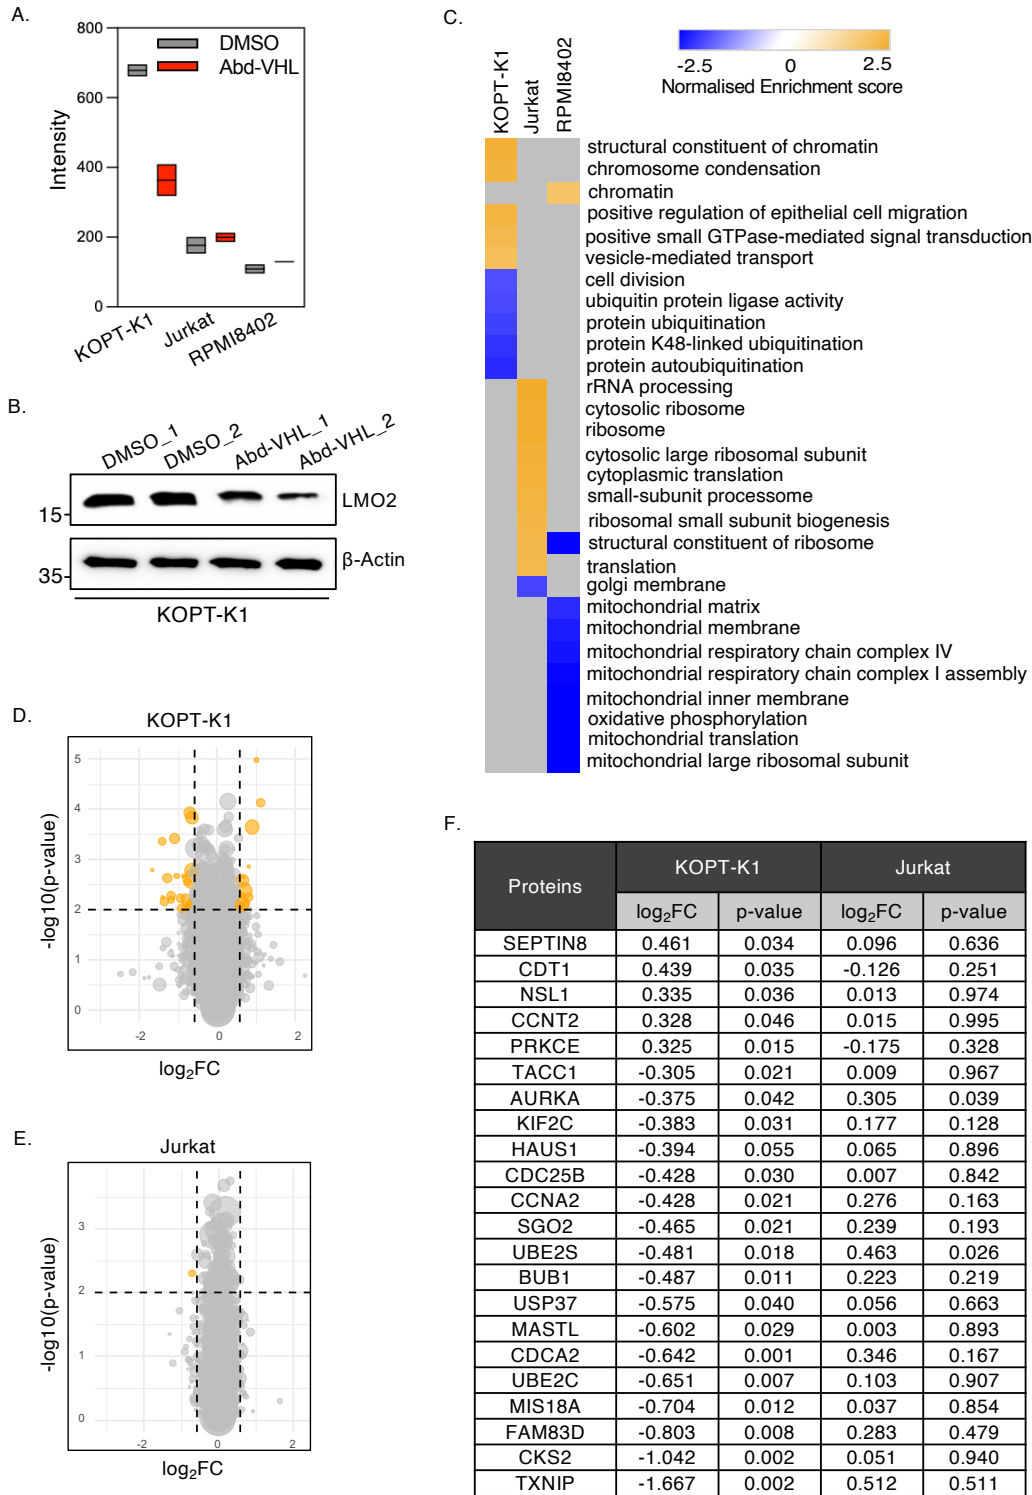 A.
800
600
400
200
0
Intensity
DMSO
Abd-VHL
KOPT-K1
Jurkat
RPMI8402
B.
DMSO_1
DMSO_2
Abd-VHL_1
Abd-VHL_2
15
LMO2
35
β-Actin
KOPT-K1
C.
KOPT-K1
Jurkat
RPMI8402
-2.5 0 2.5
Normalised Enrichment score
structural constituent of chromatin
chromosome condensation
chromatin
positive regulation of epithelial cell migration
positive small GTPase-mediated signal transduction
vesicle-mediated transport
cell division
ubiquitin protein ligase activity
protein ubiquitination
protein K48-linked ubiquitination
protein autoubiquitination
rRNA processing
cytosolic ribosome
ribosome
cytosolic large ribosomal subunit
cytoplasmic translation
small-subunit processome
ribosomal small subunit biogenesis
structural constituent of ribosome
translation
golgi membrane
mitochondrial matrix
mitochondrial membrane
mitochondrial respiratory chain complex IV
mitochondrial respiratory chain complex I assembly
mitochondrial inner membrane
oxidative phosphorylation
mitochondrial translation
mitochondrial large ribosomal subunit
D.
KOPT-K1
5
4
3
2
1
0
-log10(p-value)
-2 0 2
log2FC
E.
Jurkat
3
2
1
0
-log10(p-value)
-2 0 2
log2FC
F.
Proteins KOPT-K1 Jurkat
log2FC p-value log2FC p-value
SEPTIN8 0.461 0.034 0.096 0.636
CDT1 0.439 0.035 -0.126 0.251
NSL1 0.335 0.036 0.013 0.974
CCNT2 0.328 0.046 0.015 0.995
PRKCE 0.325 0.015 -0.175 0.328
TACC1 -0.305 0.021 0.009 0.967
AURKA -0.375 0.042 0.305 0.039
KIF2C -0.383 0.031 0.177 0.128
HAUS1 -0.394 0.055 0.065 0.896
CDC25B -0.428 0.030 0.007 0.842
CCNA2 -0.428 0.021 0.276 0.163
SGO2 -0.465 0.021 0.239 0.193
UBE2S -0.481 0.018 0.463 0.026
BUB1 -0.487 0.011 0.223 0.219
USP37 -0.575 0.040 0.056 0.663
MASTL -0.602 0.029 0.003 0.893
CDCA2 -0.642 0.001 0.346 0.167
UBE2C -0.651 0.007 0.103 0.907
MIS18A -0.704 0.012 0.037 0.854
FAM83D -0.803 0.008 0.283 0.479
CKS2 -1.042 0.002 0.051 0.940
TXNIP -1.667 0.002 0.512 0.511